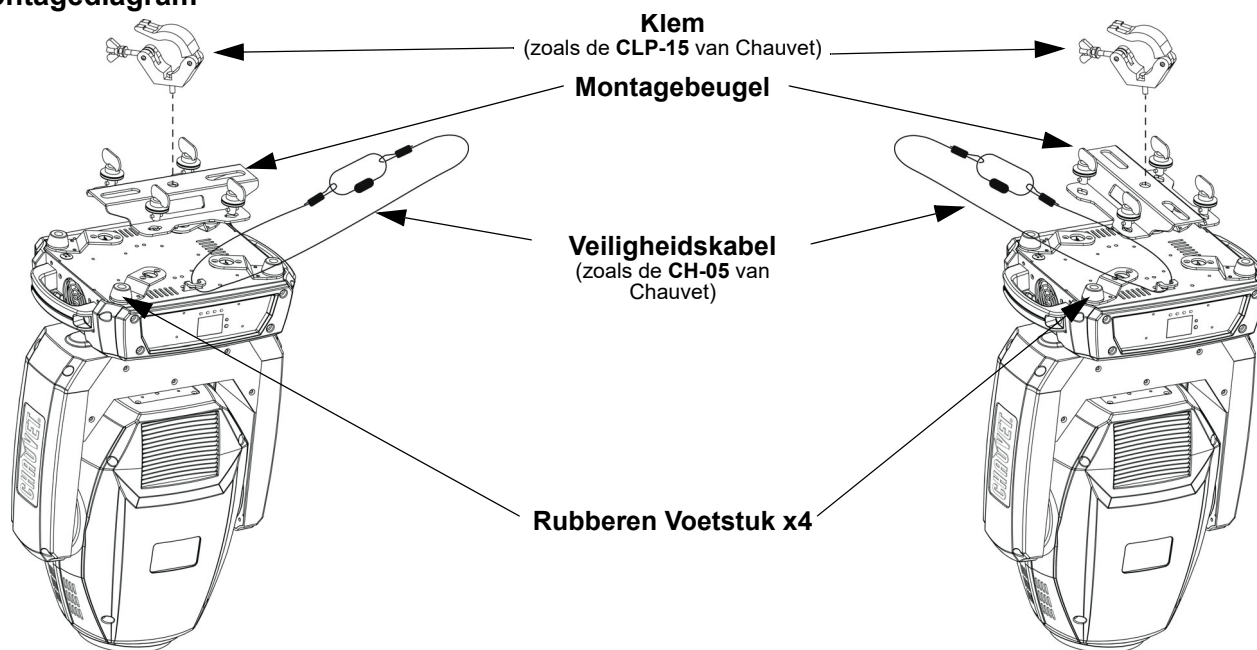 ontagediagram
Klem
(zoals de CLP-15 van Chauvet)
Montagebeugel
Veiligheidskabel
(zoals de CH-05 van
Chauvet)
Rubberen Voetstuk x4
CHAUVET
CHAUVET